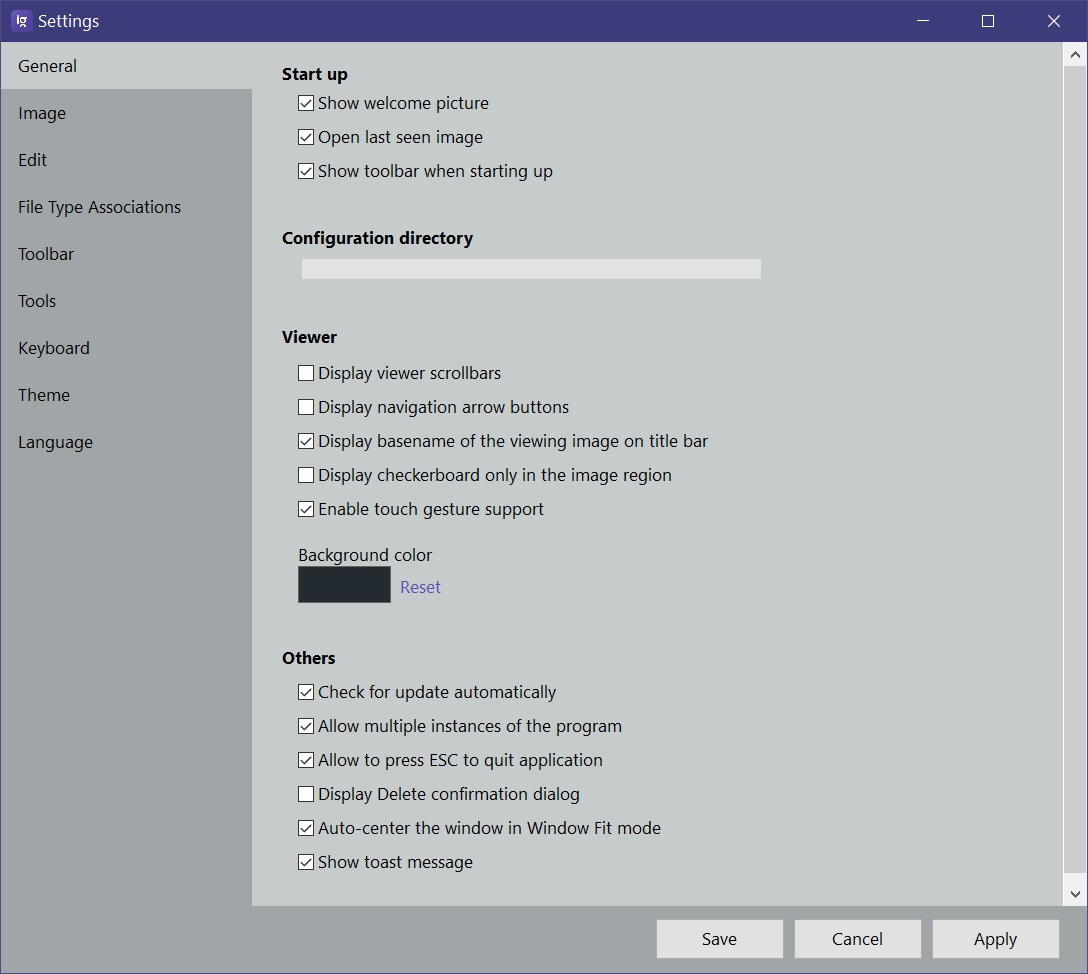 Ig Settings
General
Image
Edit
File Type Associations
Toolbar
Tools
Keyboard
Theme
Language
Start up
Show welcome picture
Open last seen image
Show toolbar when starting up
Configuration directory
Viewer
Display viewer scrollbars
Display navigation arrow buttons
Display basename of the viewing image on title bar
Display checkerboard only in the image region
Enable touch gesture support
Background color
Reset
Others
Check for update automatically
Allow multiple instances of the program
Allow to press ESC to quit application
Display Delete confirmation dialog
Auto-center the window in Window Fit mode
Show toast message
Save Cancel Apply